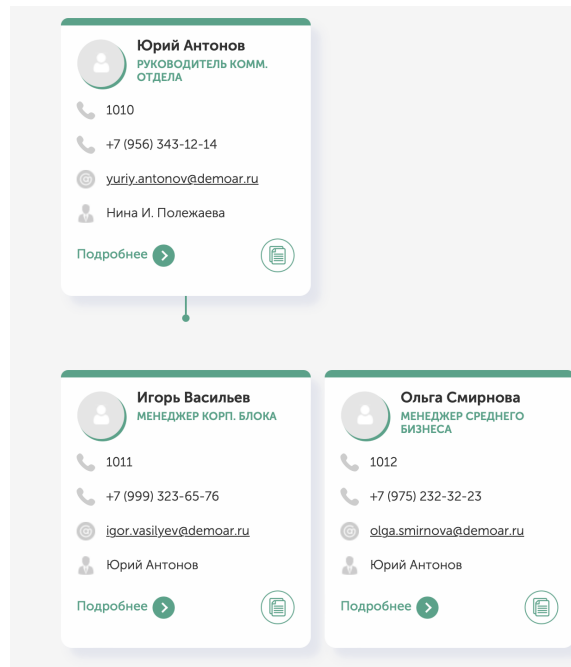 Юрий Антонов
РУКОВОДИТЕЛЬ КОММ.
ОТДЕЛА
1010
+7 (956) 343-12-14
yuriy.antonov@demoar.ru
Нина И. Полежаева
Подробнее
Игорь Васильев
МЕНЕДЖЕР КОРП. БЛОКА
1011
+7 (999) 323-65-76
igor.vasilyev@demoar.ru
Юрий Антонов
Подробнее
Ольга Смирнова
МЕНЕДЖЕР СРЕДНЕГО
БИЗНЕСА
1012
+7 (975) 232-32-23
olga.smirnova@demoar.ru
Юрий Антонов
Подробнее